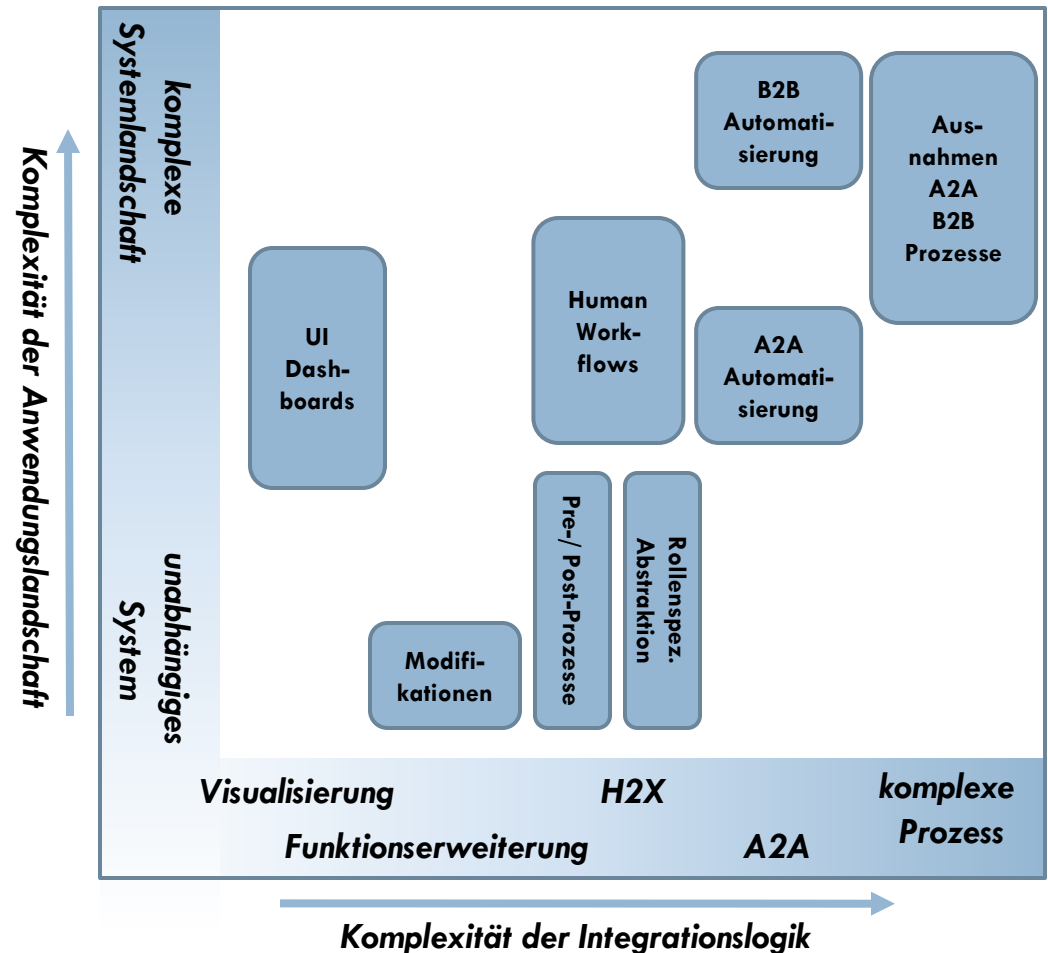 Komplexität der Anwendungslandschaft
komplexe
Systemlandschaft
unabhängiges
System
B2B
Automati-
sierung
Aus-
nahmen
A2A
B2B
Prozesse
UI
Dash-
boards
Human
Work-
flows
A2A
Automati-
sierung
Modifi-
kationen
Pre-/ Post-Prozesse
Rollenspez.
Abstraktion
Visualisierung
H2X
komplexe
Prozess
Funktionserweiterung
A2A
Komplexität der Integrationslogik